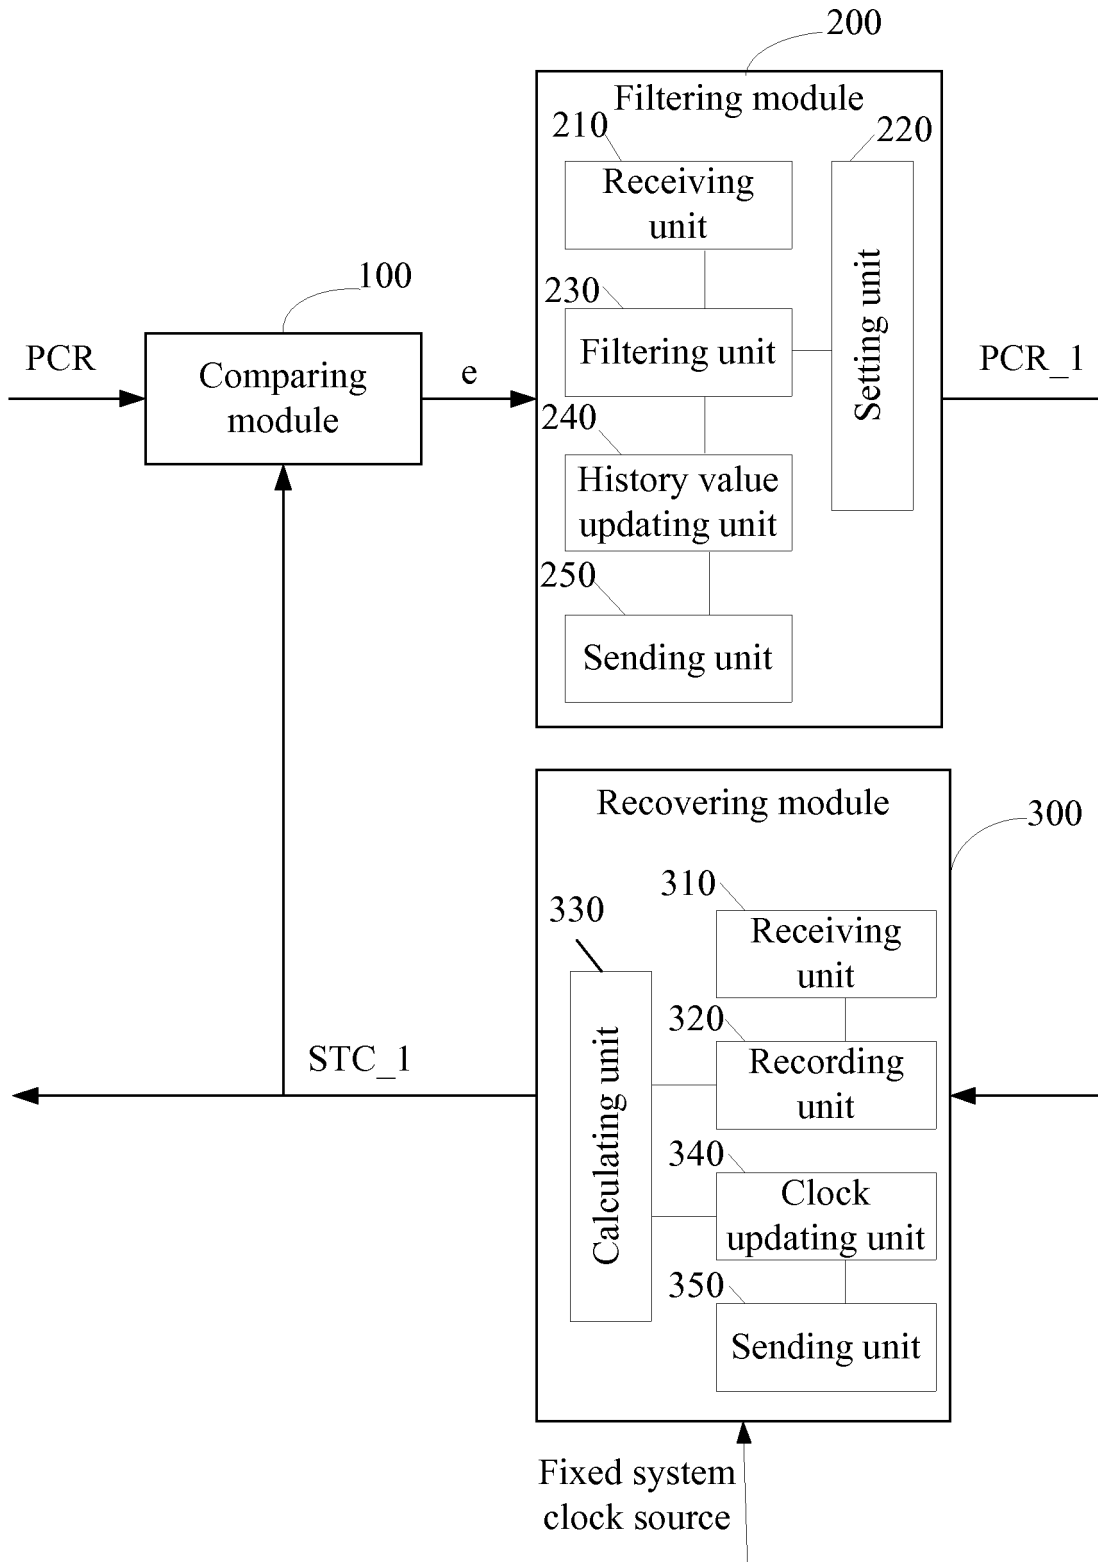 200
Filtering module
210
220
Receiving
unit
Setting unit
100
230
PCR
Comparing
module
e
Filtering unit
PCR_1
240
History value
updating unit
250
Sending unit
Recovering module
300
310
330
Receiving
unit
Calculating unit
320
STC_1
Recording
unit
340
Clock
updating unit
350
Sending unit
Fixed system
clock source